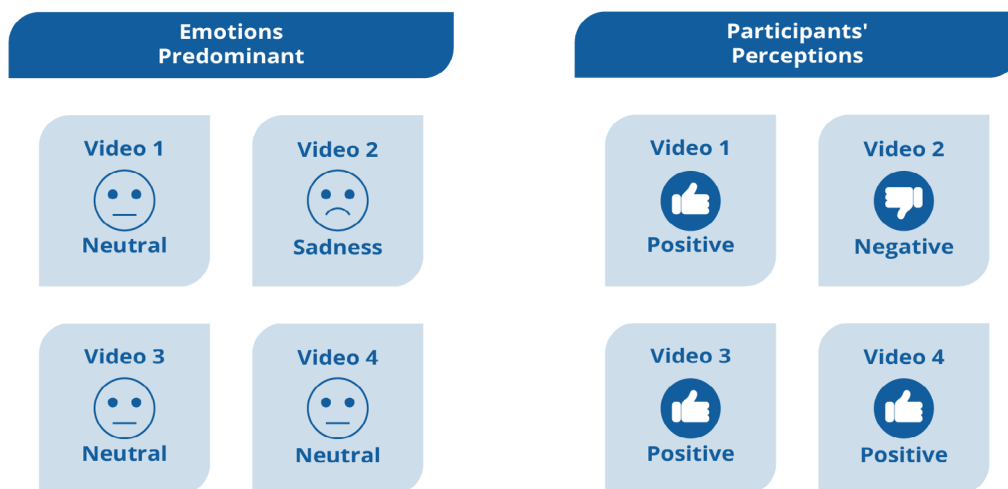 Emotions
Predominant
Video 1
Neutral
Video 2
Sadness
Video 3
Neutral
Video 4
Neutral
Participants'
Perceptions
Video 1
Positive
Video 2
Negative
Video 3
Positive
Video 4
Positive